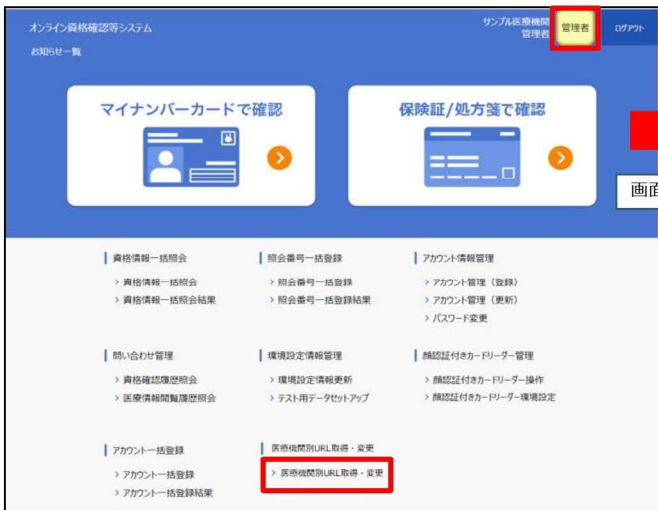 オンライン資格確認等システム
サンプル医療機関
管理者
管理者
ログアウト
お知らせ一覧
マイナンバーカードで確認
保険証/処方箋で確認
画面
資格情報一括照会
> 資格情報一括照会
> 資格情報一括照会結果
照会番号一括登録
> 照会番号一括登録
> 照会番号一括登録結果
アカウント情報管理
> アカウント管理（登録）
> アカウント管理（更新）
> パスワード変更
問い合わせ管理
> 資格確認履歴照会
> 医療情報閲覧履歴照会
環境設定情報管理
> 環境設定情報更新
> テスト用データセットアップ
顔認証付きカードリーダー管理
> 顔認証付きカードリーダー操作
> 顔認証付きカードリーダー環境設定
アカウント一括登録
> アカウント一括登録
> アカウント一括登録結果
医療機関別URL取得・変更
> 医療機関別URL取得・変更